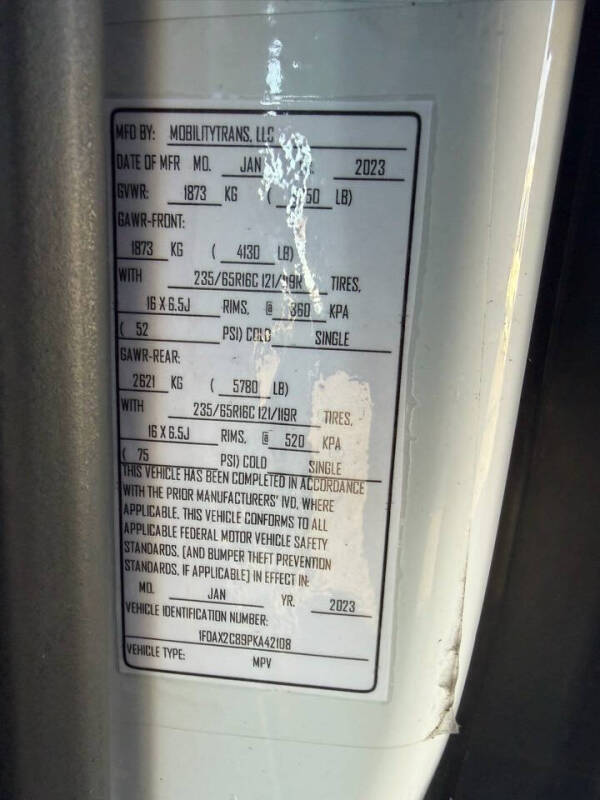 MFD BY: MOBILITYTRANS, LLC
DATE OF MFR MO. JAN 2023
GVWR: 1873 KG ( 50 LB)
GAWR-FRONT:
1873 KG ( 4130 LB)
WITH 235/65R16C 121/119R TIRES,
16 X 6.5J RIMS, @ 360 KPA
( 52 PSI) COLD SINGLE
GAWR-REAR:
2621 KG ( 5780 LB)
WITH 235/65R16C 121/119R TIRES,
16 X 6.5J RIMS, @ 520 KPA
( 75 PSI) COLD SINGLE
THIS VEHICLE HAS BEEN COMPLETED IN ACCORDANCE
WITH THE PRIOR MANUFACTURERS' IVD, WHERE
APPLICABLE. THIS VEHICLE CONFORMS TO ALL
APPLICABLE FEDERAL MOTOR VEHICLE SAFETY
STANDARDS, [AND BUMPER THEFT PREVENTION
STANDARDS, IF APPLICABLE] IN EFFECT IN:
MO. JAN YR. 2023
VEHICLE IDENTIFICATION NUMBER:
1FDAX2C89PKA42108
VEHICLE TYPE: MPV